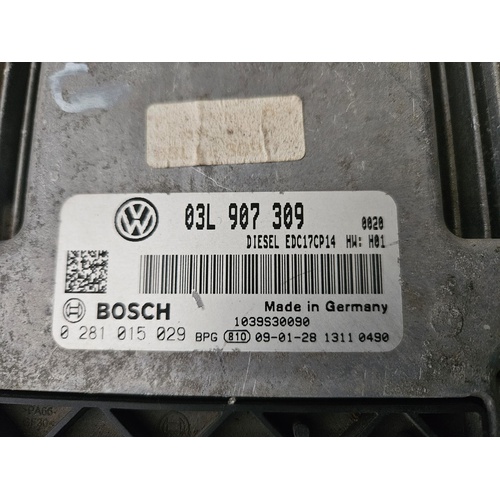 03L 907 309 0820
DIESEL EDC17CP14 HW: H01
BOSCH Made in Germany
1039S30090
0 281 015 029 BPG 810 09-01-28 1311 0490